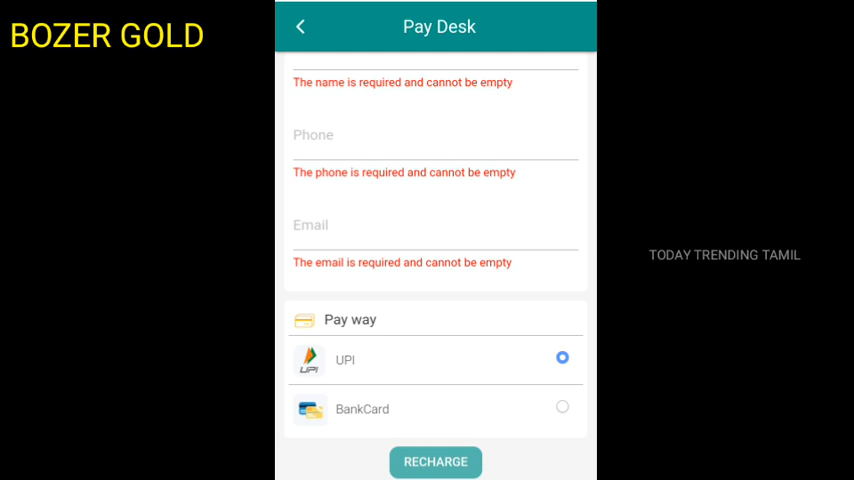 BOZER GOLD
Pay Desk
The name is required and cannot be empty
Phone
The phone is required and cannot be empty
Email
The email is required and cannot be empty
TODAY TRENDING TAMIL
Pay way
UPI
UPI
BankCard
RECHARGE